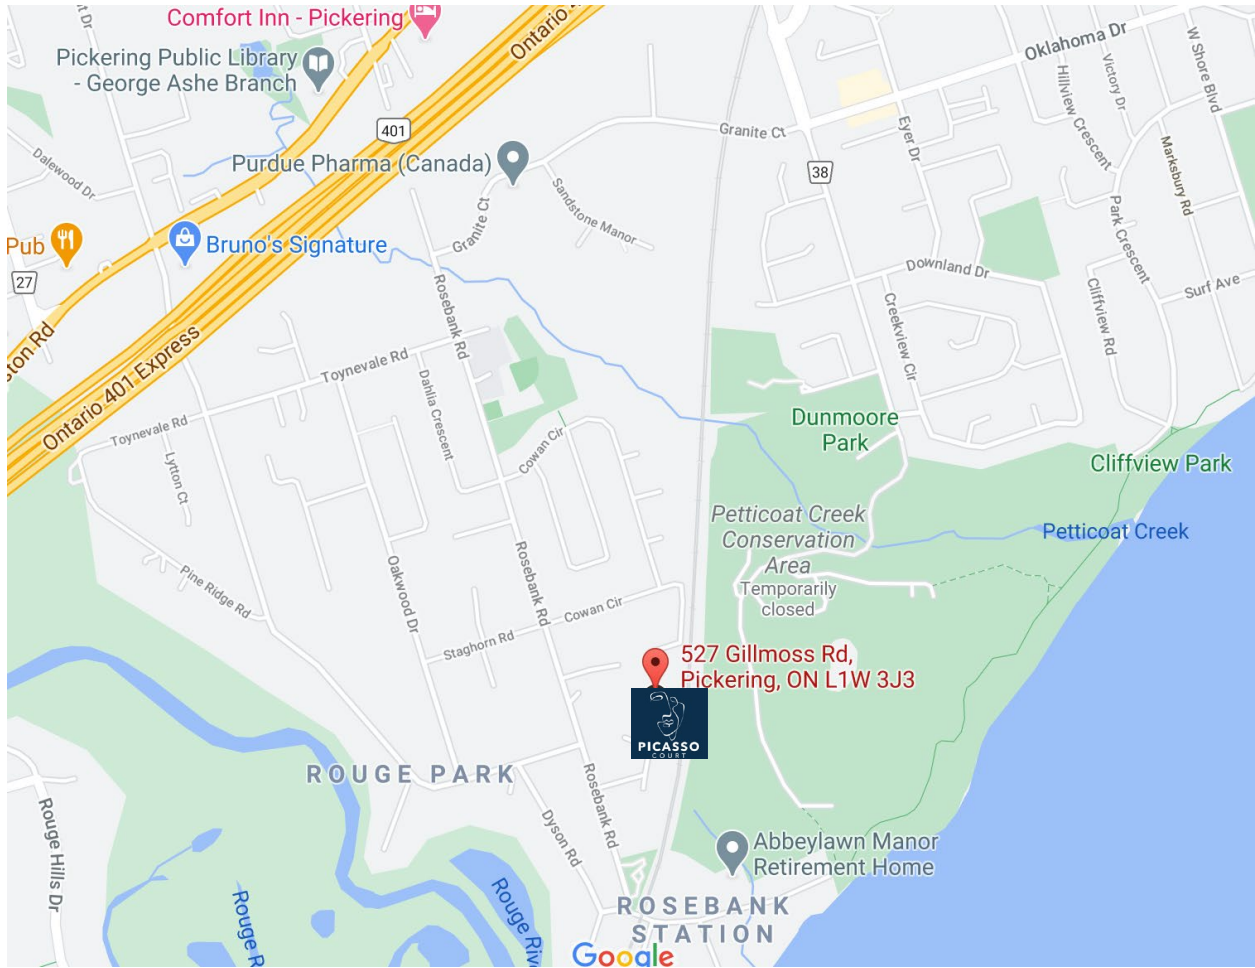 Comfort Inn - Pickering
Ontario 4
Oklahoma Dr
W Shore Blvd
Pickering Public Library
- George Ashe Branch
Hillview Crescent
Victory Dr
401
Granite Ct
Eyer Dr
Dalewood Dr
Purdue Pharma (Canada)
38
Marksbury Rd
Sandstone Manor
Granite Ct
Park Crescent
Pub
Bruno's Signature
27
Downland Dr
Surf Ave
Rosebank Rd
Creekview Cir
Cliffview Rd
ston Rd
Ontario 401 Express
Toynevale Rd
Dahlia Crescent
Toynevale Rd
Dunmoore
Park
Cowan Cir
Lytton Ct
Cliffview Park
Petticoat Creek
Conservation
Area
Temporarily
closed
Petticoat Creek
Pine Ridge Rd
Oakwood Dr
Rosebank Rd
Cowan Cir
Staghorn Rd
527 Gillmoss Rd,
Pickering, ON L1W 3J3
PICASSO
COURT
ROUGE PARK
Rosebank Rd
Rouge Hills Dr
Dyson Rd
Abbeylawn Manor
Retirement Home
Rouge R
Rouge Rive
ROSEBANK
STATION
Google